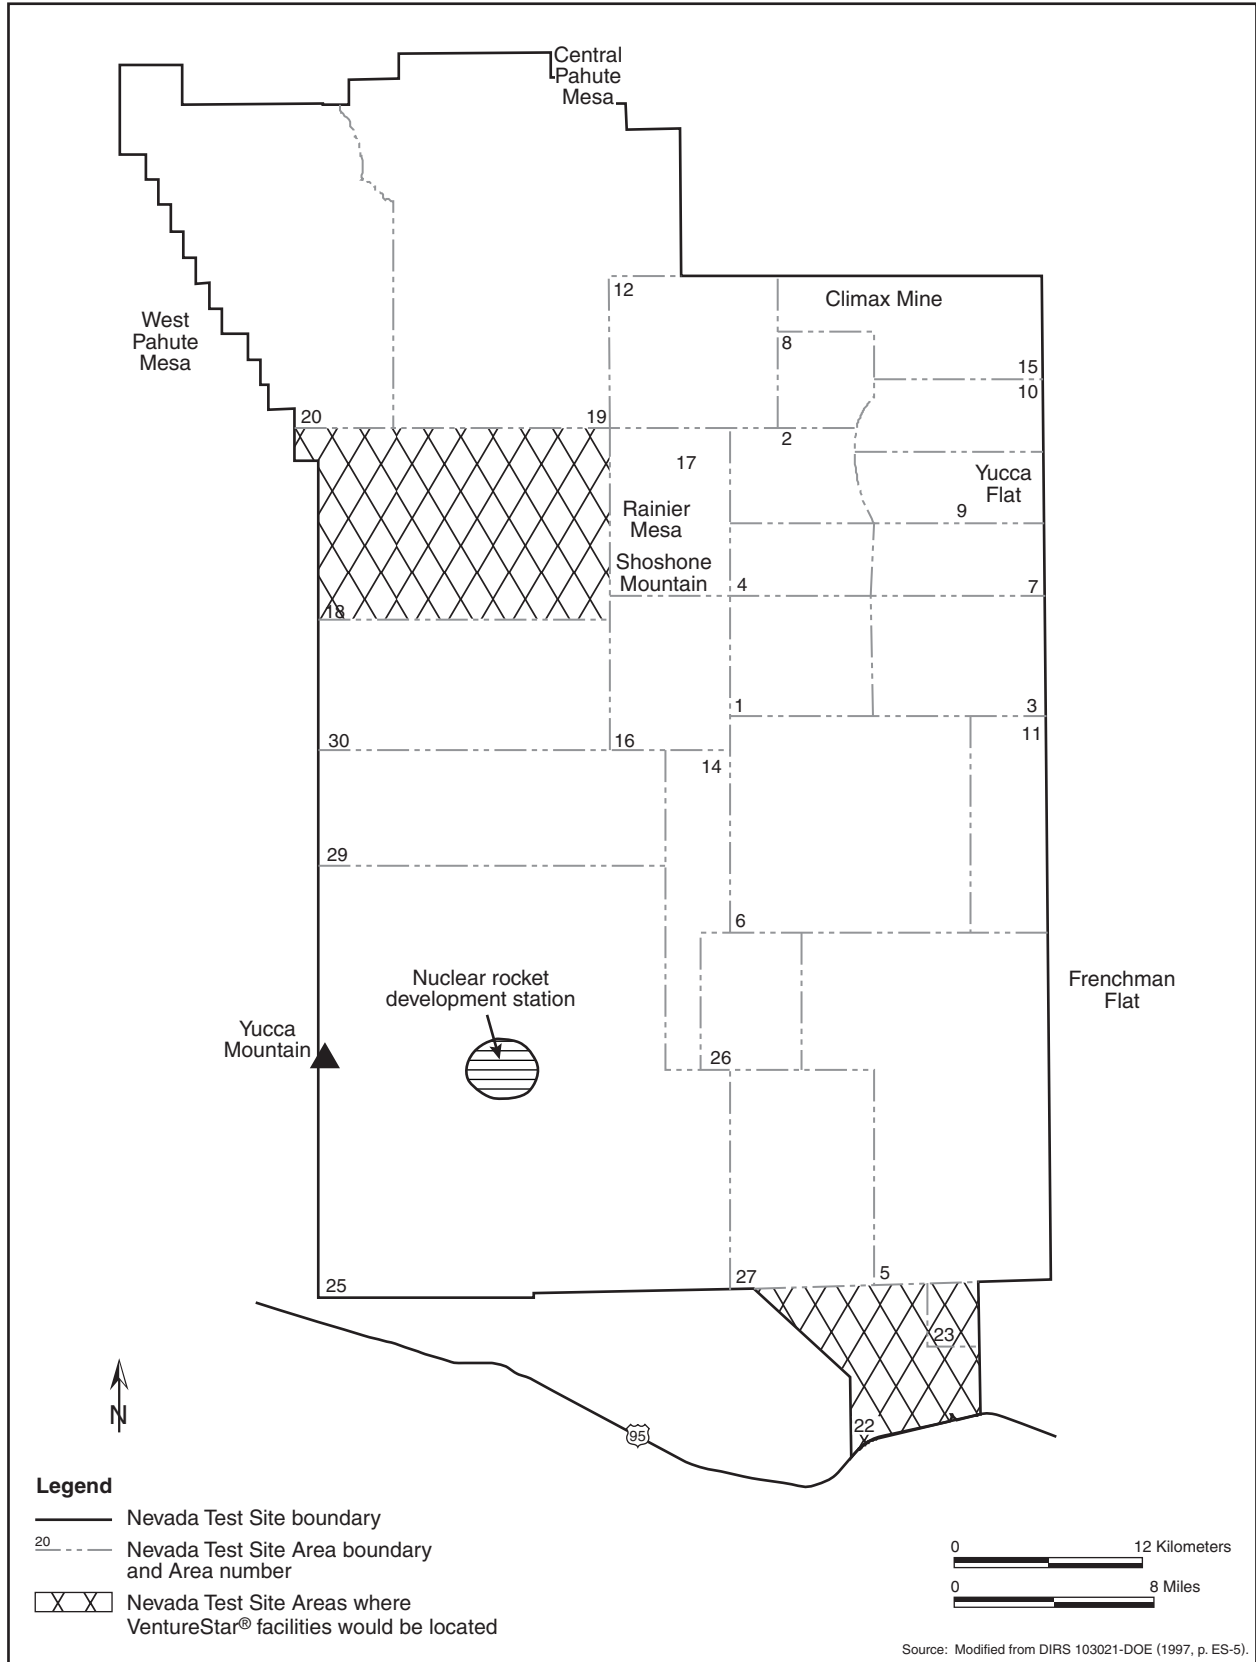 Central
Pahute
Mesa
12
Climax Mine
West
Pahute
Mesa
8
15
10
20
19
2
17
Yucca
Flat
Rainier
Mesa
9
Shoshone
Mountain
4
7
18
1
3
30
16
11
14
29
6
Nuclear rocket
development station
Frenchman
Flat
Yucca
Mountain
26
25
27
5
23
N
22
95
Legend
Nevada Test Site boundary
20
Nevada Test Site Area boundary
and Area number
0 12 Kilometers
0 8 Miles
Nevada Test Site Areas where
VentureStar® facilities would be located
Source: Modified from DIRS 103021-DOE (1997, p. ES-5).